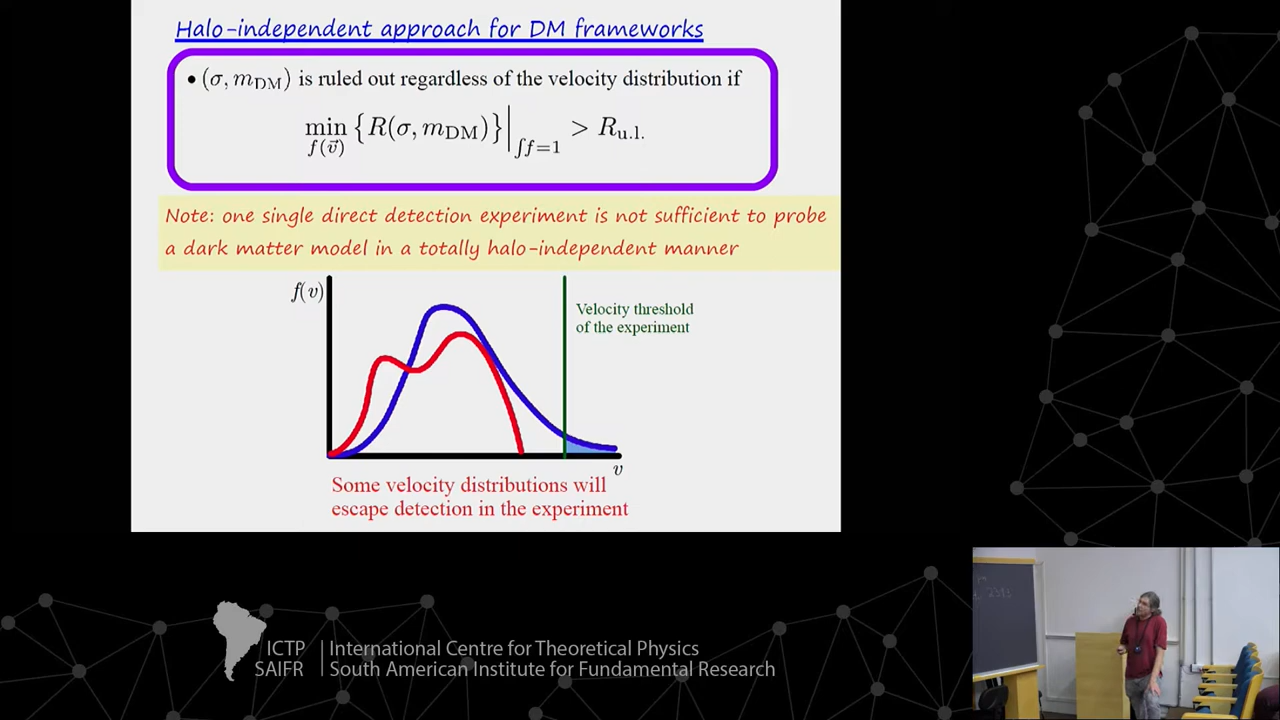 Halo-independent approach for DM frameworks
• (σ, m_DM) is ruled out regardless of the velocity distribution if
min_{f(v⃗)} {R(σ, m_DM)}|_{∫f=1} > R_u.l.
Note: one single direct detection experiment is not sufficient to probe
a dark matter model in a totally halo-independent manner
f(v)
Velocity threshold
of the experiment
v
Some velocity distributions will
escape detection in the experiment
ICTP
SAIFR
International Centre for Theoretical Physics
South American Institute for Fundamental Research